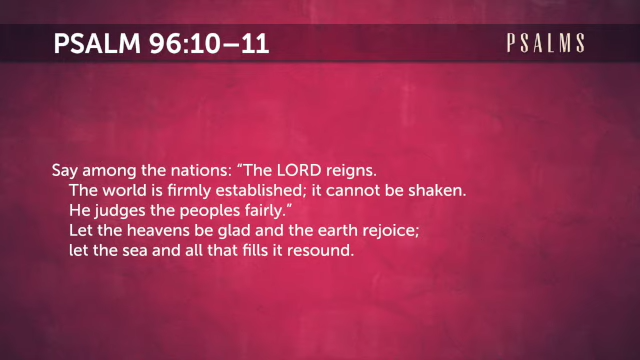 PSALM 96:10–11
PSALMS
Say among the nations: “The LORD reigns.
The world is firmly established; it cannot be shaken.
He judges the peoples fairly.“
Let the heavens be glad and the earth rejoice;
let the sea and all that fills it resound.